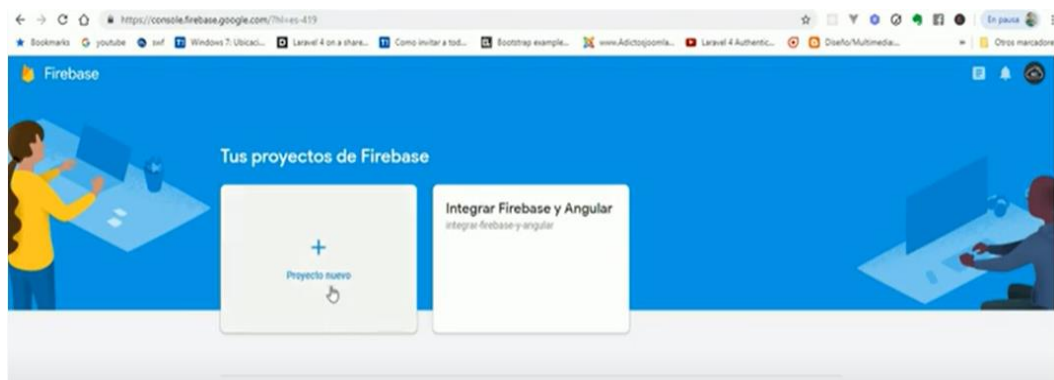 https://console.firebase.google.com/?hl=es-419
En pausa
Bookmarks youtube swf Windows 7: Ubicaci... Laravel 4 on a share... Como invitar a tod... Bootstrap example... www.Adictosjoomla... Laravel 4 Authentic... Diseño/Multimedia... » Otros marcadore
Firebase
Tus proyectos de Firebase
Integrar Firebase y Angular
integrar-firebase-y-angular
+
Proyecto nuevo